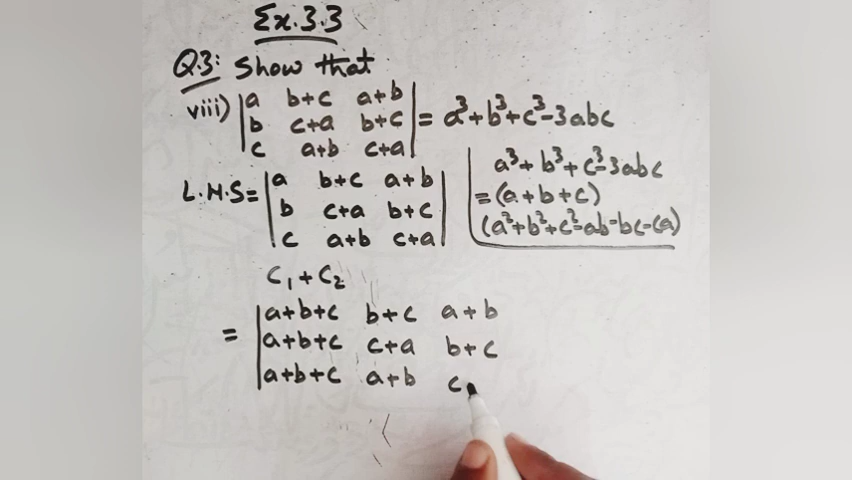 Ex.3.3
Q.3: Show that
viii) |a b+c a+b|
|b c+a b+c| = a³+b³+c³-3abc
|c a+b c+a|
L.H.S= |a b+c a+b|
|b c+a b+c|
|c a+b c+a|
a³+b³+c³-3abc
=(a+b+c)
(a²+b²+c²-ab-bc-ca)
C₁+C₂
= |a+b+c b+c a+b
|a+b+c c+a b+c
|a+b+c a+b c